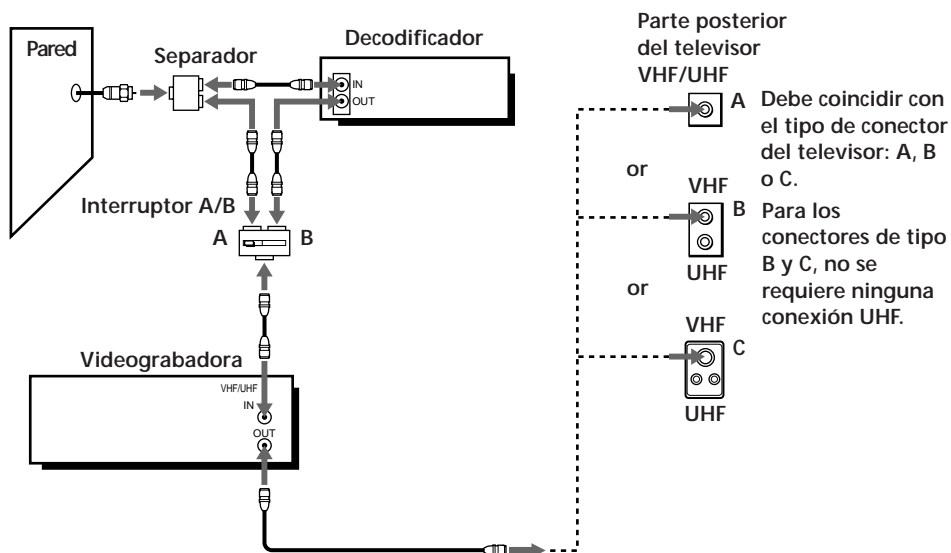 Pared
Separador
Decodificador
IN
OUT
Interruptor A/B
A
B
Videograbadora
VHF/UHF
IN
OUT
Parte posterior
del televisor
VHF/UHF
A
or
VHF
B
UHF
or
VHF
C
UHF
Debe coincidir con
el tipo de conector
del televisor: A, B
o C.
Para los
conectores de tipo
B y C, no se
requiere ninguna
conexión UHF.